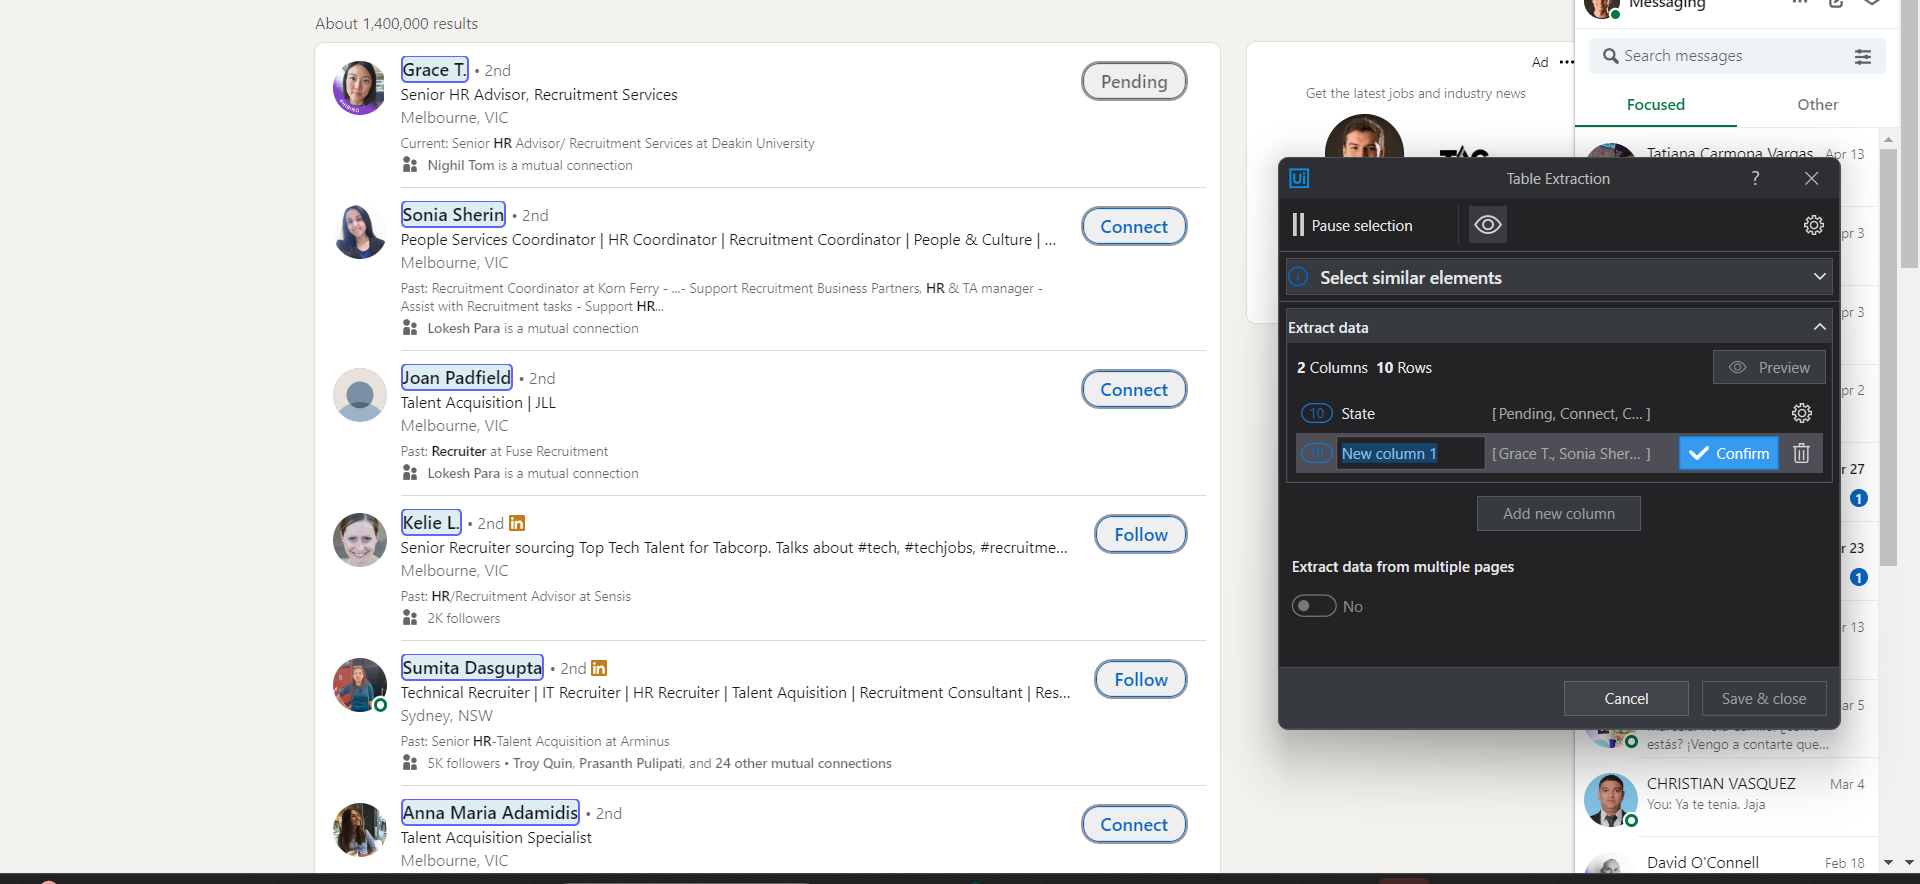 About 1,400,000 results
Grace T. • 2nd
Senior HR Advisor, Recruitment Services
Melbourne, VIC
Current: Senior HR Advisor/ Recruitment Services at Deakin University
Nighil Tom is a mutual connection
Pending
Sonia Sherin • 2nd
People Services Coordinator | HR Coordinator | Recruitment Coordinator | People & Culture | ...
Melbourne, VIC
Past: Recruitment Coordinator at Korn Ferry - ...- Support Recruitment Business Partners, HR & TA manager -
Assist with Recruitment tasks - Support HR...
Lokesh Para is a mutual connection
Connect
Joan Padfield • 2nd
Talent Acquisition | JLL
Melbourne, VIC
Past: Recruiter at Fuse Recruitment
Lokesh Para is a mutual connection
Connect
Kelie L. • 2nd in
Senior Recruiter sourcing Top Tech Talent for Tabcorp. Talks about #tech, #techjobs, #recruitme...
Melbourne, VIC
Past: HR/Recruitment Advisor at Sensis
2K followers
Follow
Sumita Dasgupta • 2nd in
Technical Recruiter | IT Recruiter | HR Recruiter | Talent Aquisition | Recruitment Consultant | Res...
Sydney, NSW
Past: Senior HR-Talent Acquisition at Arminus
5K followers • Troy Quin, Prasanth Pulipati, and 24 other mutual connections
Follow
Anna Maria Adamidis • 2nd
Talent Acquisition Specialist
Melbourne, VIC
Connect
Ad •••
Get the latest jobs and industry news
Ui Table Extraction ?
Pause selection
Select similar elements
Extract data
2 Columns 10 Rows
Preview
10 State [ Pending, Connect, C... ]
10 New column 1 [ Grace T., Sonia Sher... ] Confirm
Add new column
Extract data from multiple pages
No
Cancel
Save & close
Messaging
Search messages
Focused
Other
Tatiana Carmona Vargas Apr 13
pr 3
pr 3
pr 2
r 27
1
r 23
1
r 13
ar 5
estás? ¡Vengo a contarte que...
CHRISTIAN VASQUEZ Mar 4
You: Ya te tenia. Jaja
David O'Connell Feb 18